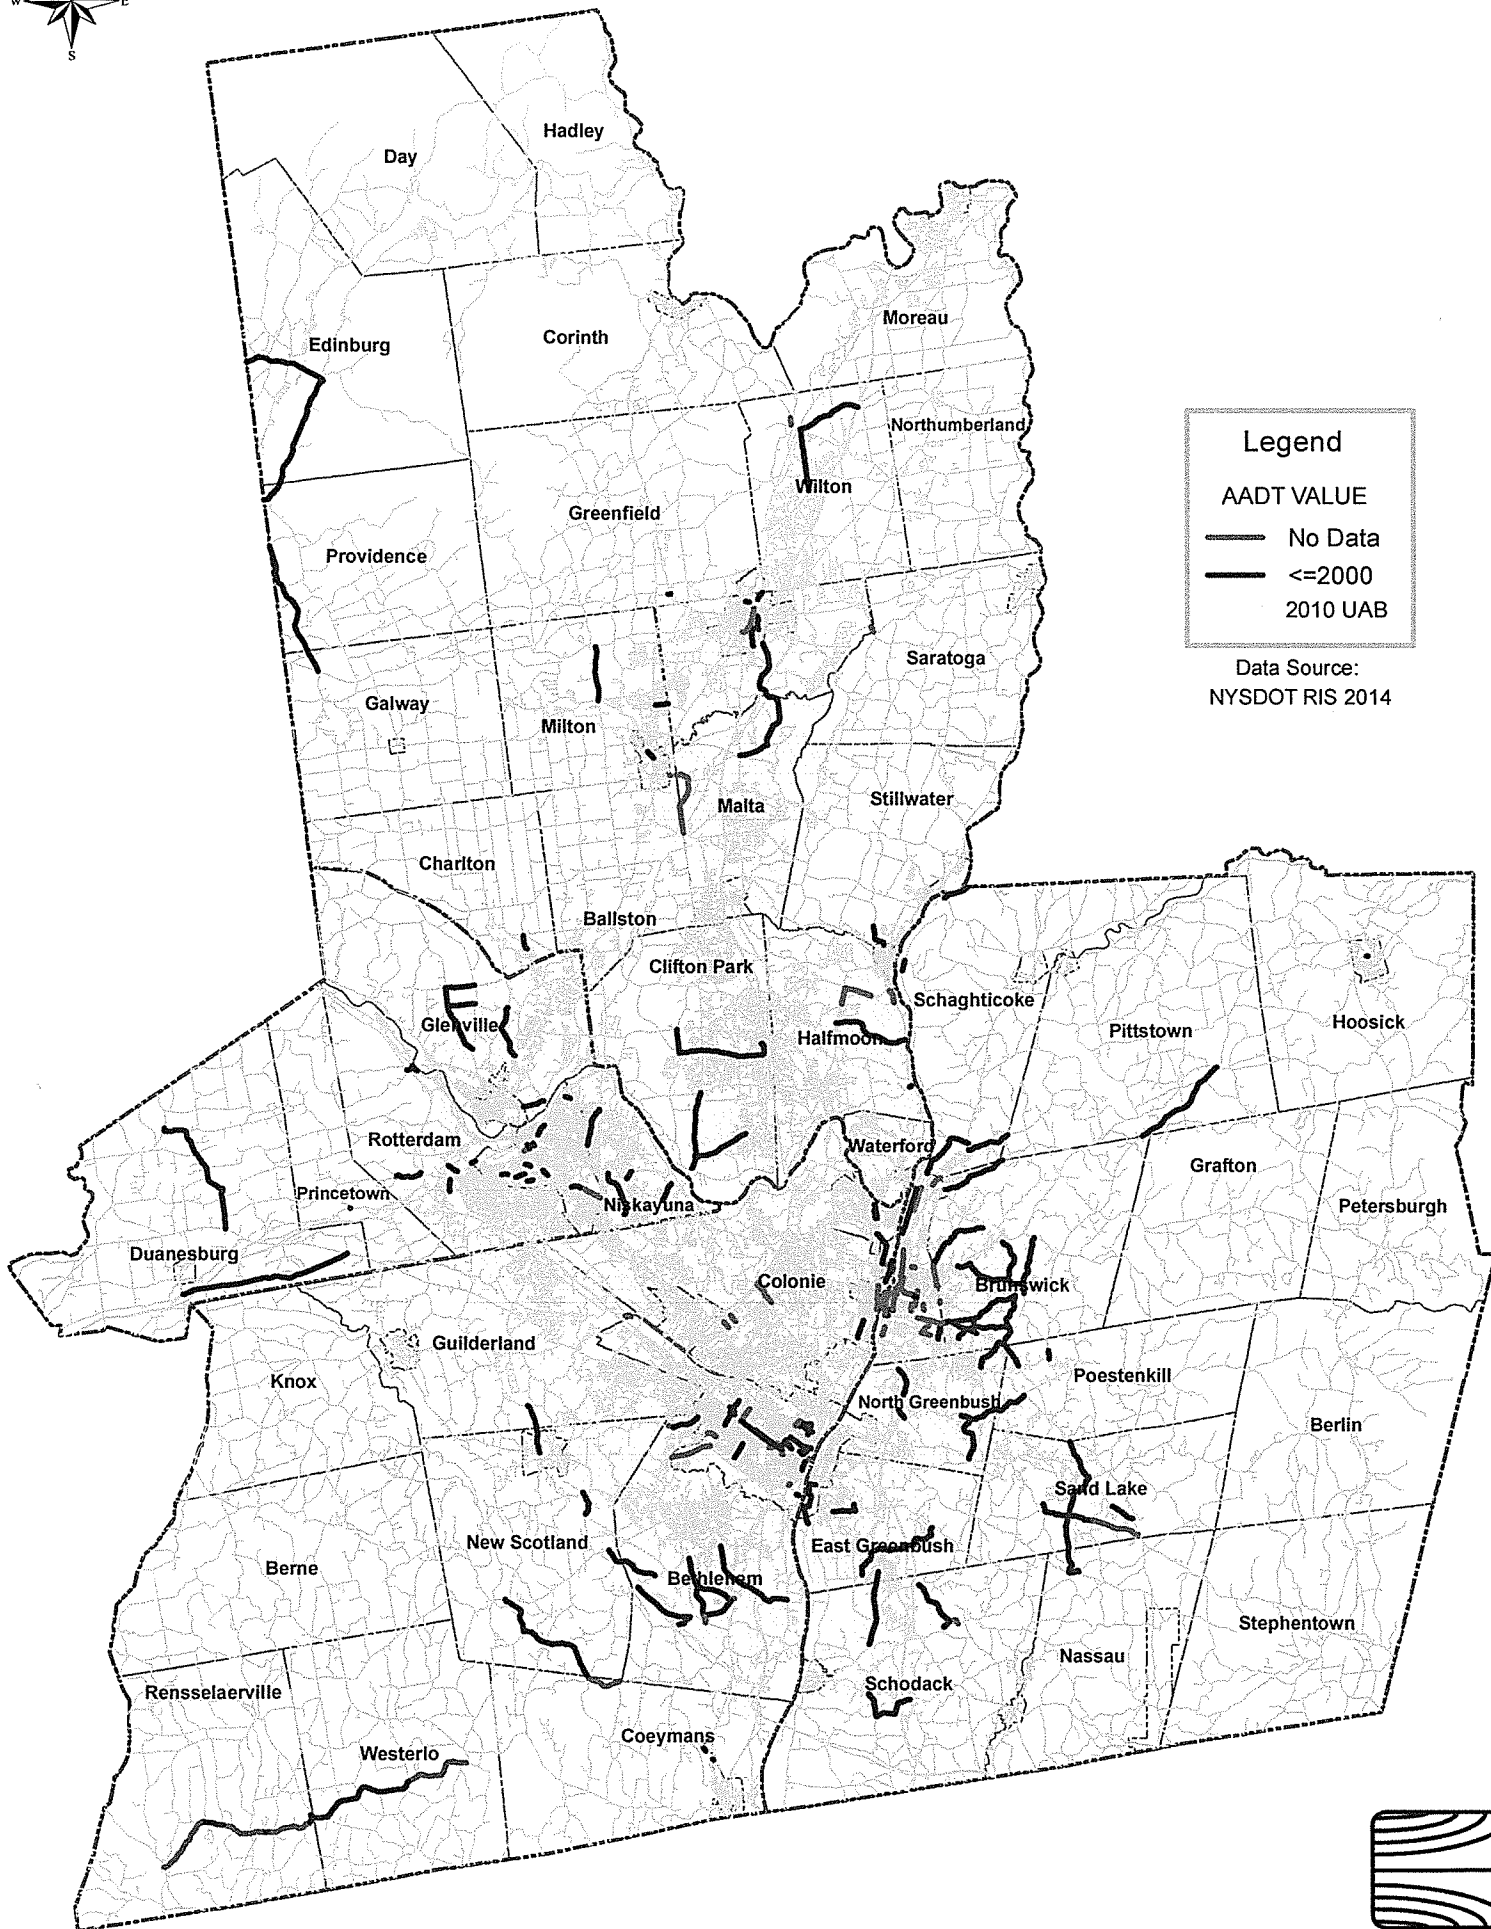 W E
S
Hadley
Day
Moreau
Corinth
Edinburg
Northumberland
Wilton
Greenfield
Providence
Saratoga
Galway
Milton
Malta
Stillwater
Charlton
Ballston
Clifton Park
Schaghticoke
Glenville
Halfmoon
Pittstown
Hoosick
Rotterdam
Waterford
Grafton
Princetown
Niskayuna
Petersburgh
Duanesburg
Colonie
Brunswick
Guilderland
Knox
Poestenkill
North Greenbush
Berlin
Sand Lake
New Scotland
East Greenbush
Berne
Bethlehem
Stephentown
Nassau
Rensselaerville
Schodack
Coeymans
Westerlo
Legend
AADT VALUE
No Data
<=2000
2010 UAB
Data Source:
NYSDOT RIS 2014